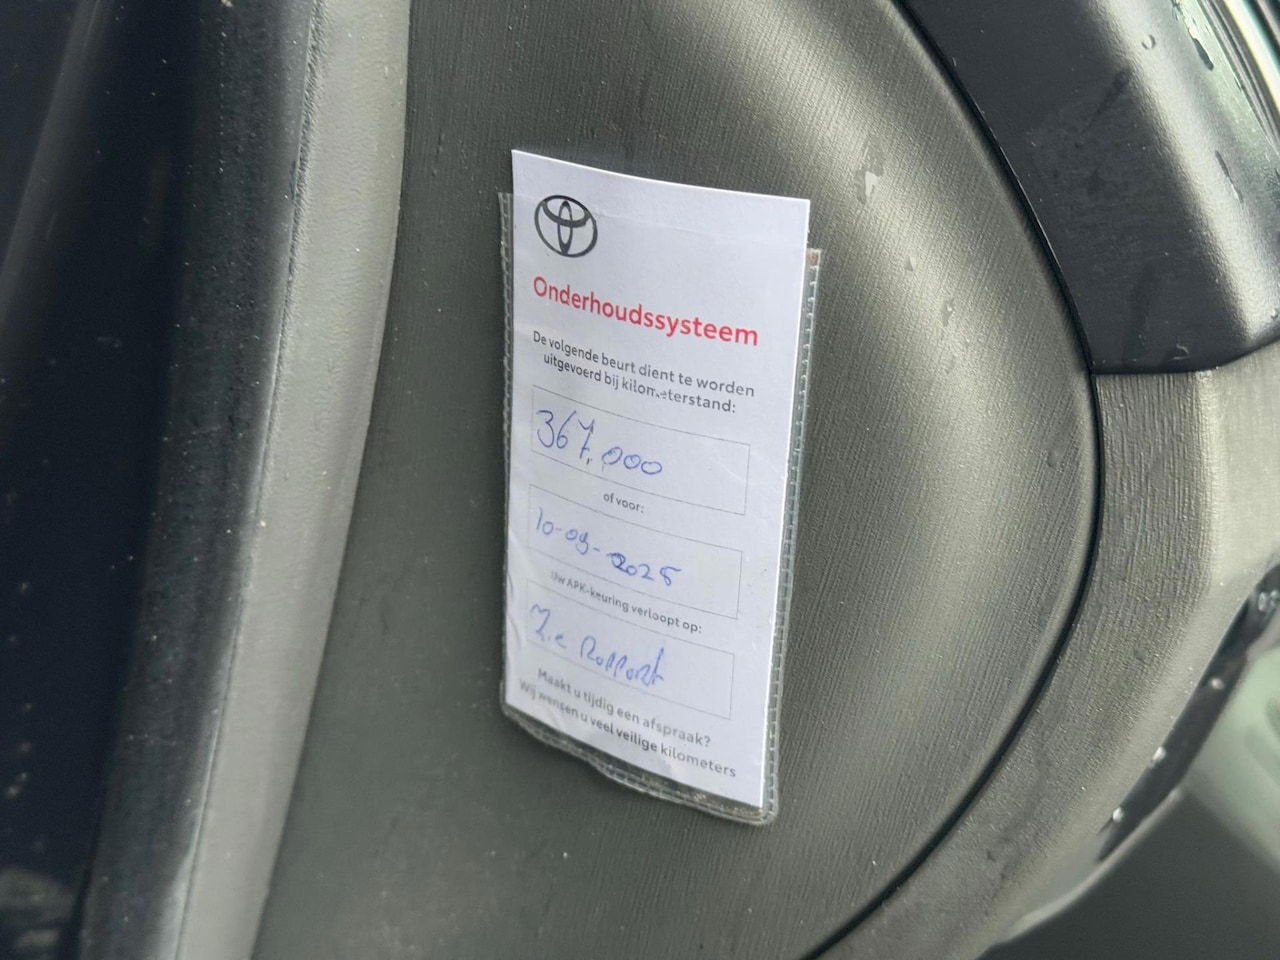 Onderhoudssysteem
De volgende beurt dient te worden
uitgevoerd bij kilometerstand:
367,000
of voor:
10-09-2025
Uw APK-keuring verloopt op:
Z.e Rapport
Maakt u tijdig een afspraak?
Wij wensen u veel veilige kilometers